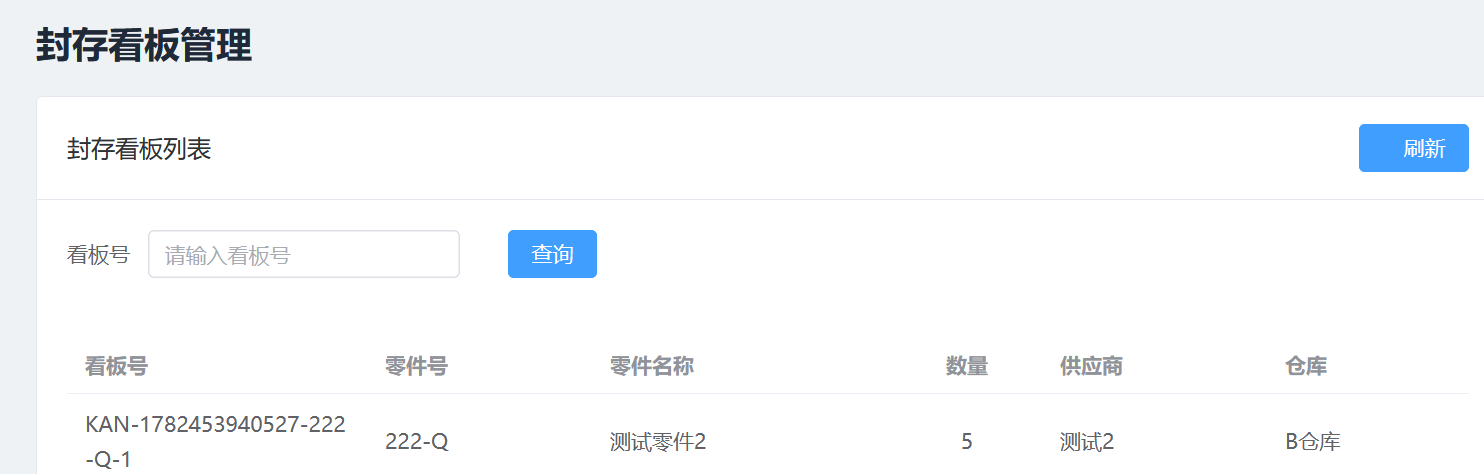 封存看板管理
封存看板列表 刷新
看板号 请输入看板号 查询
看板号 零件号 零件名称 数量 供应商 仓库
KAN-1782453940527-222 222-Q 测试零件2 5 测试2 B仓库
-Q-1